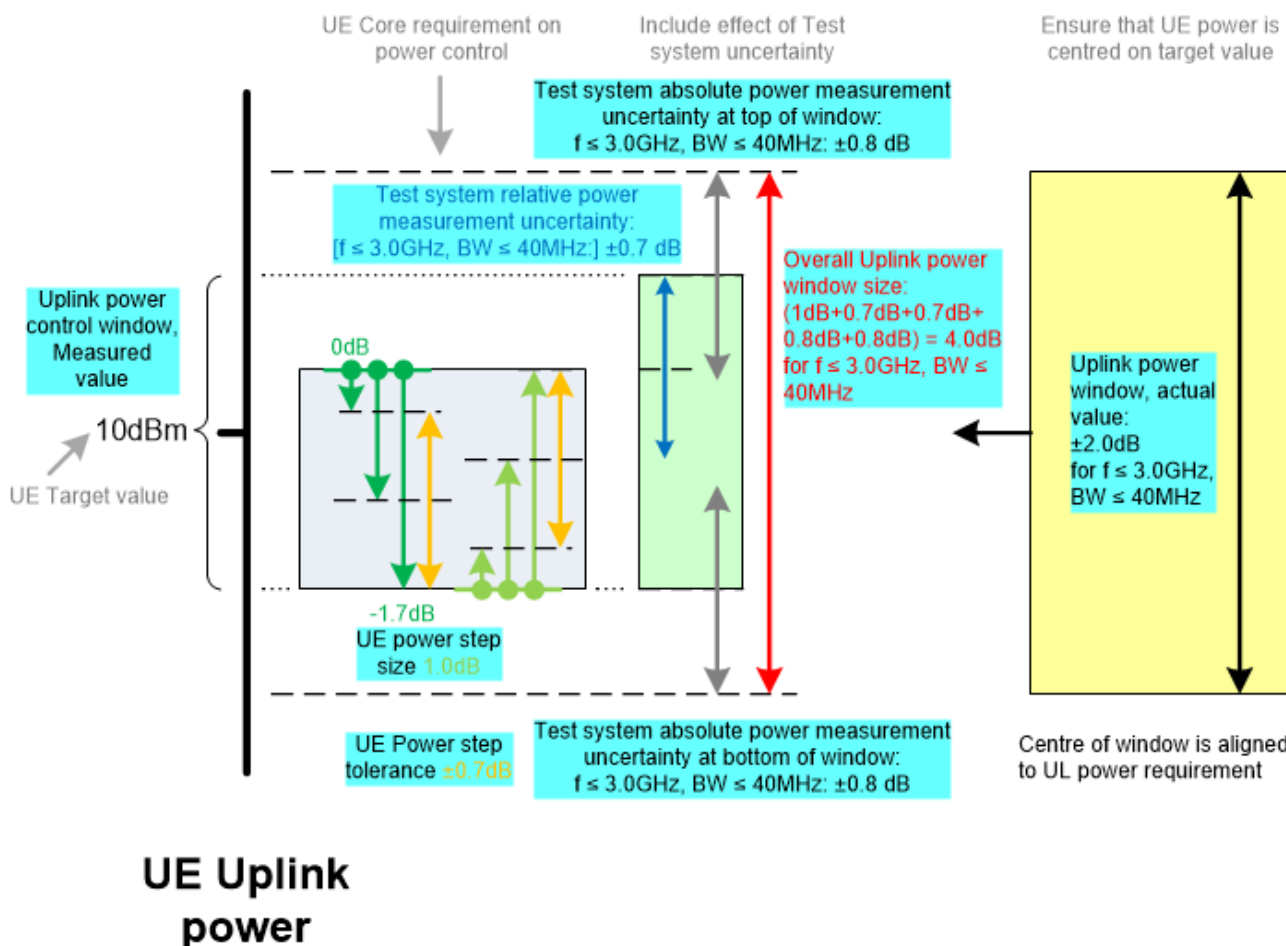 UE Core requirement on
power control
Include effect of Test
system uncertainty
Ensure that UE power is
centred on target value
Test system absolute power measurement
uncertainty at top of window:
f ≤ 3.0GHz, BW ≤ 40MHz: ±0.8 dB
Test system relative power
measurement uncertainty:
[f ≤ 3.0GHz, BW ≤ 40MHz:] ±0.7 dB
Overall Uplink power
window size:
(1dB+0.7dB+0.7dB+
0.8dB+0.8dB) = 4.0dB
for f ≤ 3.0GHz, BW ≤
40MHz
Uplink power
control window,
Measured
value
0dB
10dBm
UE Target value
Uplink power
window, actual
value:
±2.0dB
for f ≤ 3.0GHz,
BW ≤ 40MHz
-1.7dB
UE power step
size 1.0dB
UE Power step
tolerance ±0.7dB
Test system absolute power measurement
uncertainty at bottom of window:
f ≤ 3.0GHz, BW ≤ 40MHz: ±0.8 dB
Centre of window is aligned
to UL power requirement
UE Uplink
power